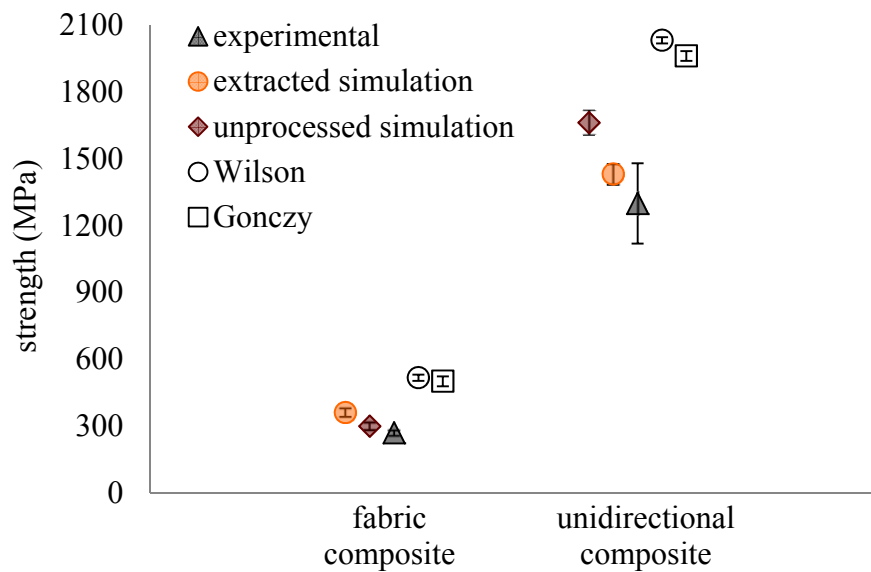 2100
1800
1500
1200
900
600
300
0
strength (MPa)
experimental
extracted simulation
unprocessed simulation
Wilson
Gonczy
fabric
composite
unidirectional
composite